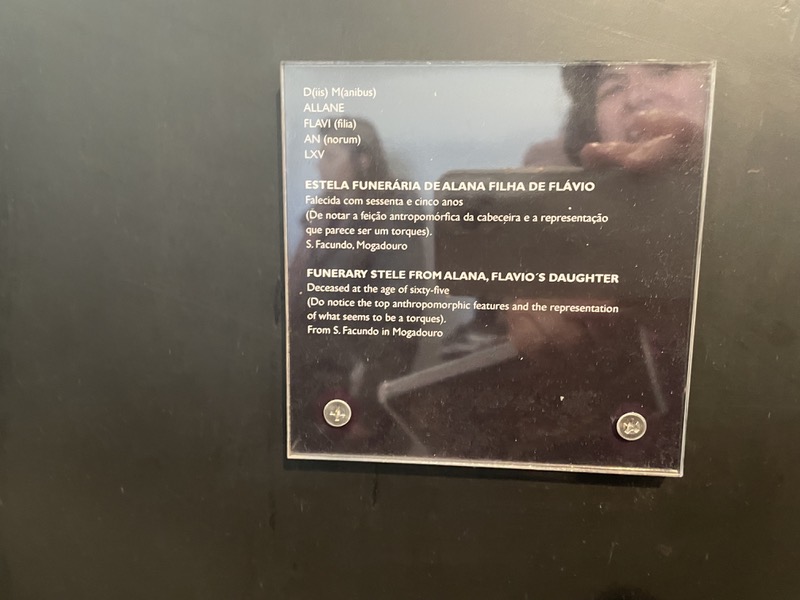 D(iis) M(anibus)
ALLANE
FLAVI (filia)
AN (norum)
LXV
ESTELA FUNERÁRIA DE ALANA FILHA DE FLÁVIO
Falecida com sessenta e cinco anos
(De notar a feição antropomórfica da cabeceira e a representação
que parece ser um torques).
S. Facundo, Mogadouro
FUNERARY STELE FROM ALANA, FLAVIO´S DAUGHTER
Deceased at the age of sixty-five
(Do notice the top anthropomorphic features and the representation
of what seems to be a torques).
From S. Facundo in Mogadouro